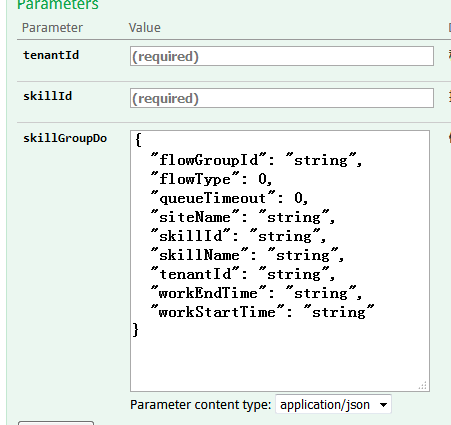 Parameters
Parameter Value
tenantId (required)
skillId (required)
skillGroupDo {
"flowGroupId": "string",
"flowType": 0,
"queueTimeout": 0,
"siteName": "string",
"skillId": "string",
"skillName": "string",
"tenantId": "string",
"workEndTime": "string",
"workStartTime": "string"
}
Parameter content type: application/json